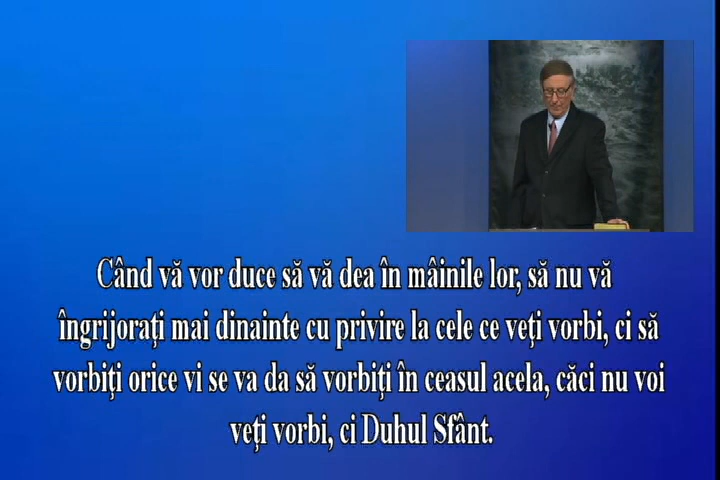 Când vă vor duce să vă dea în mâinile lor, să nu vă
îngrijorați mai dinainte cu privire la cele ce veți vorbi, ci să
vorbiți orice vi se va da să vorbiți în ceasul acela, căci nu voi
veți vorbi, ci Duhul Sfânt.